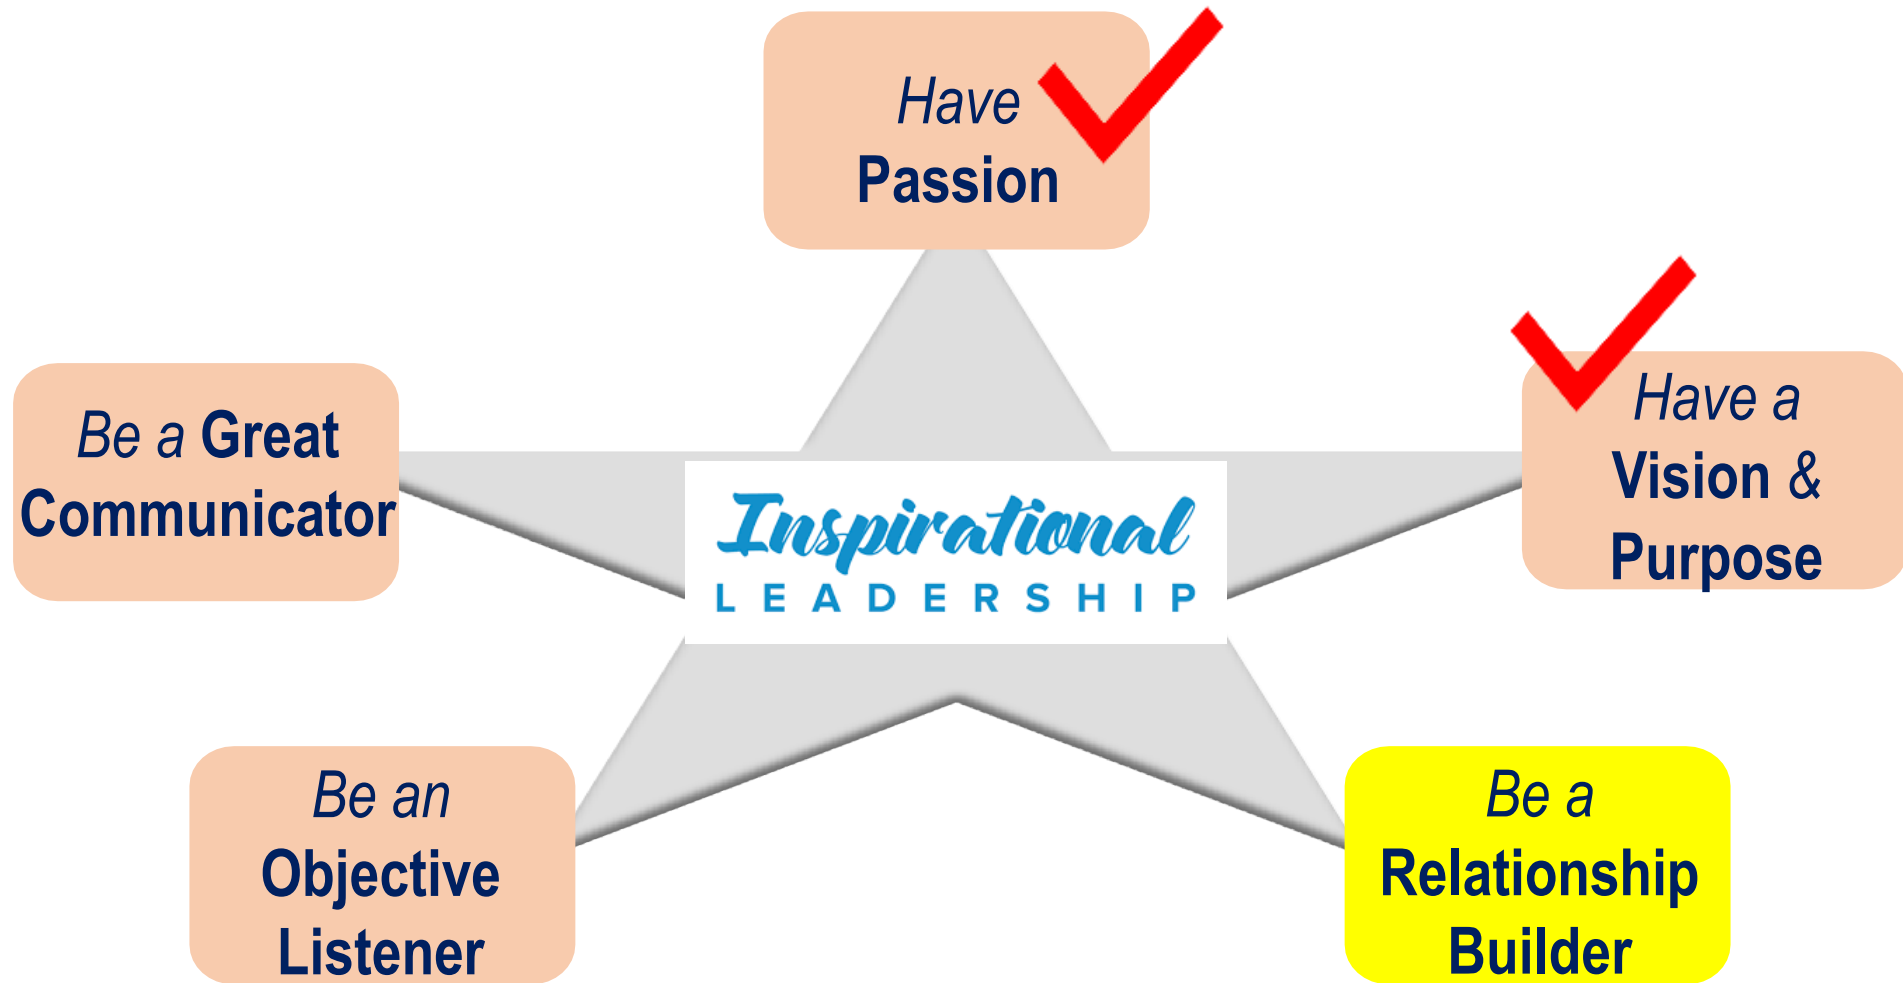 Have
Passion
Have a
Vision &
Purpose
Be a Great
Communicator
Inspirational
LEADERSHIP
Be an
Objective
Listener
Be a
Relationship
Builder